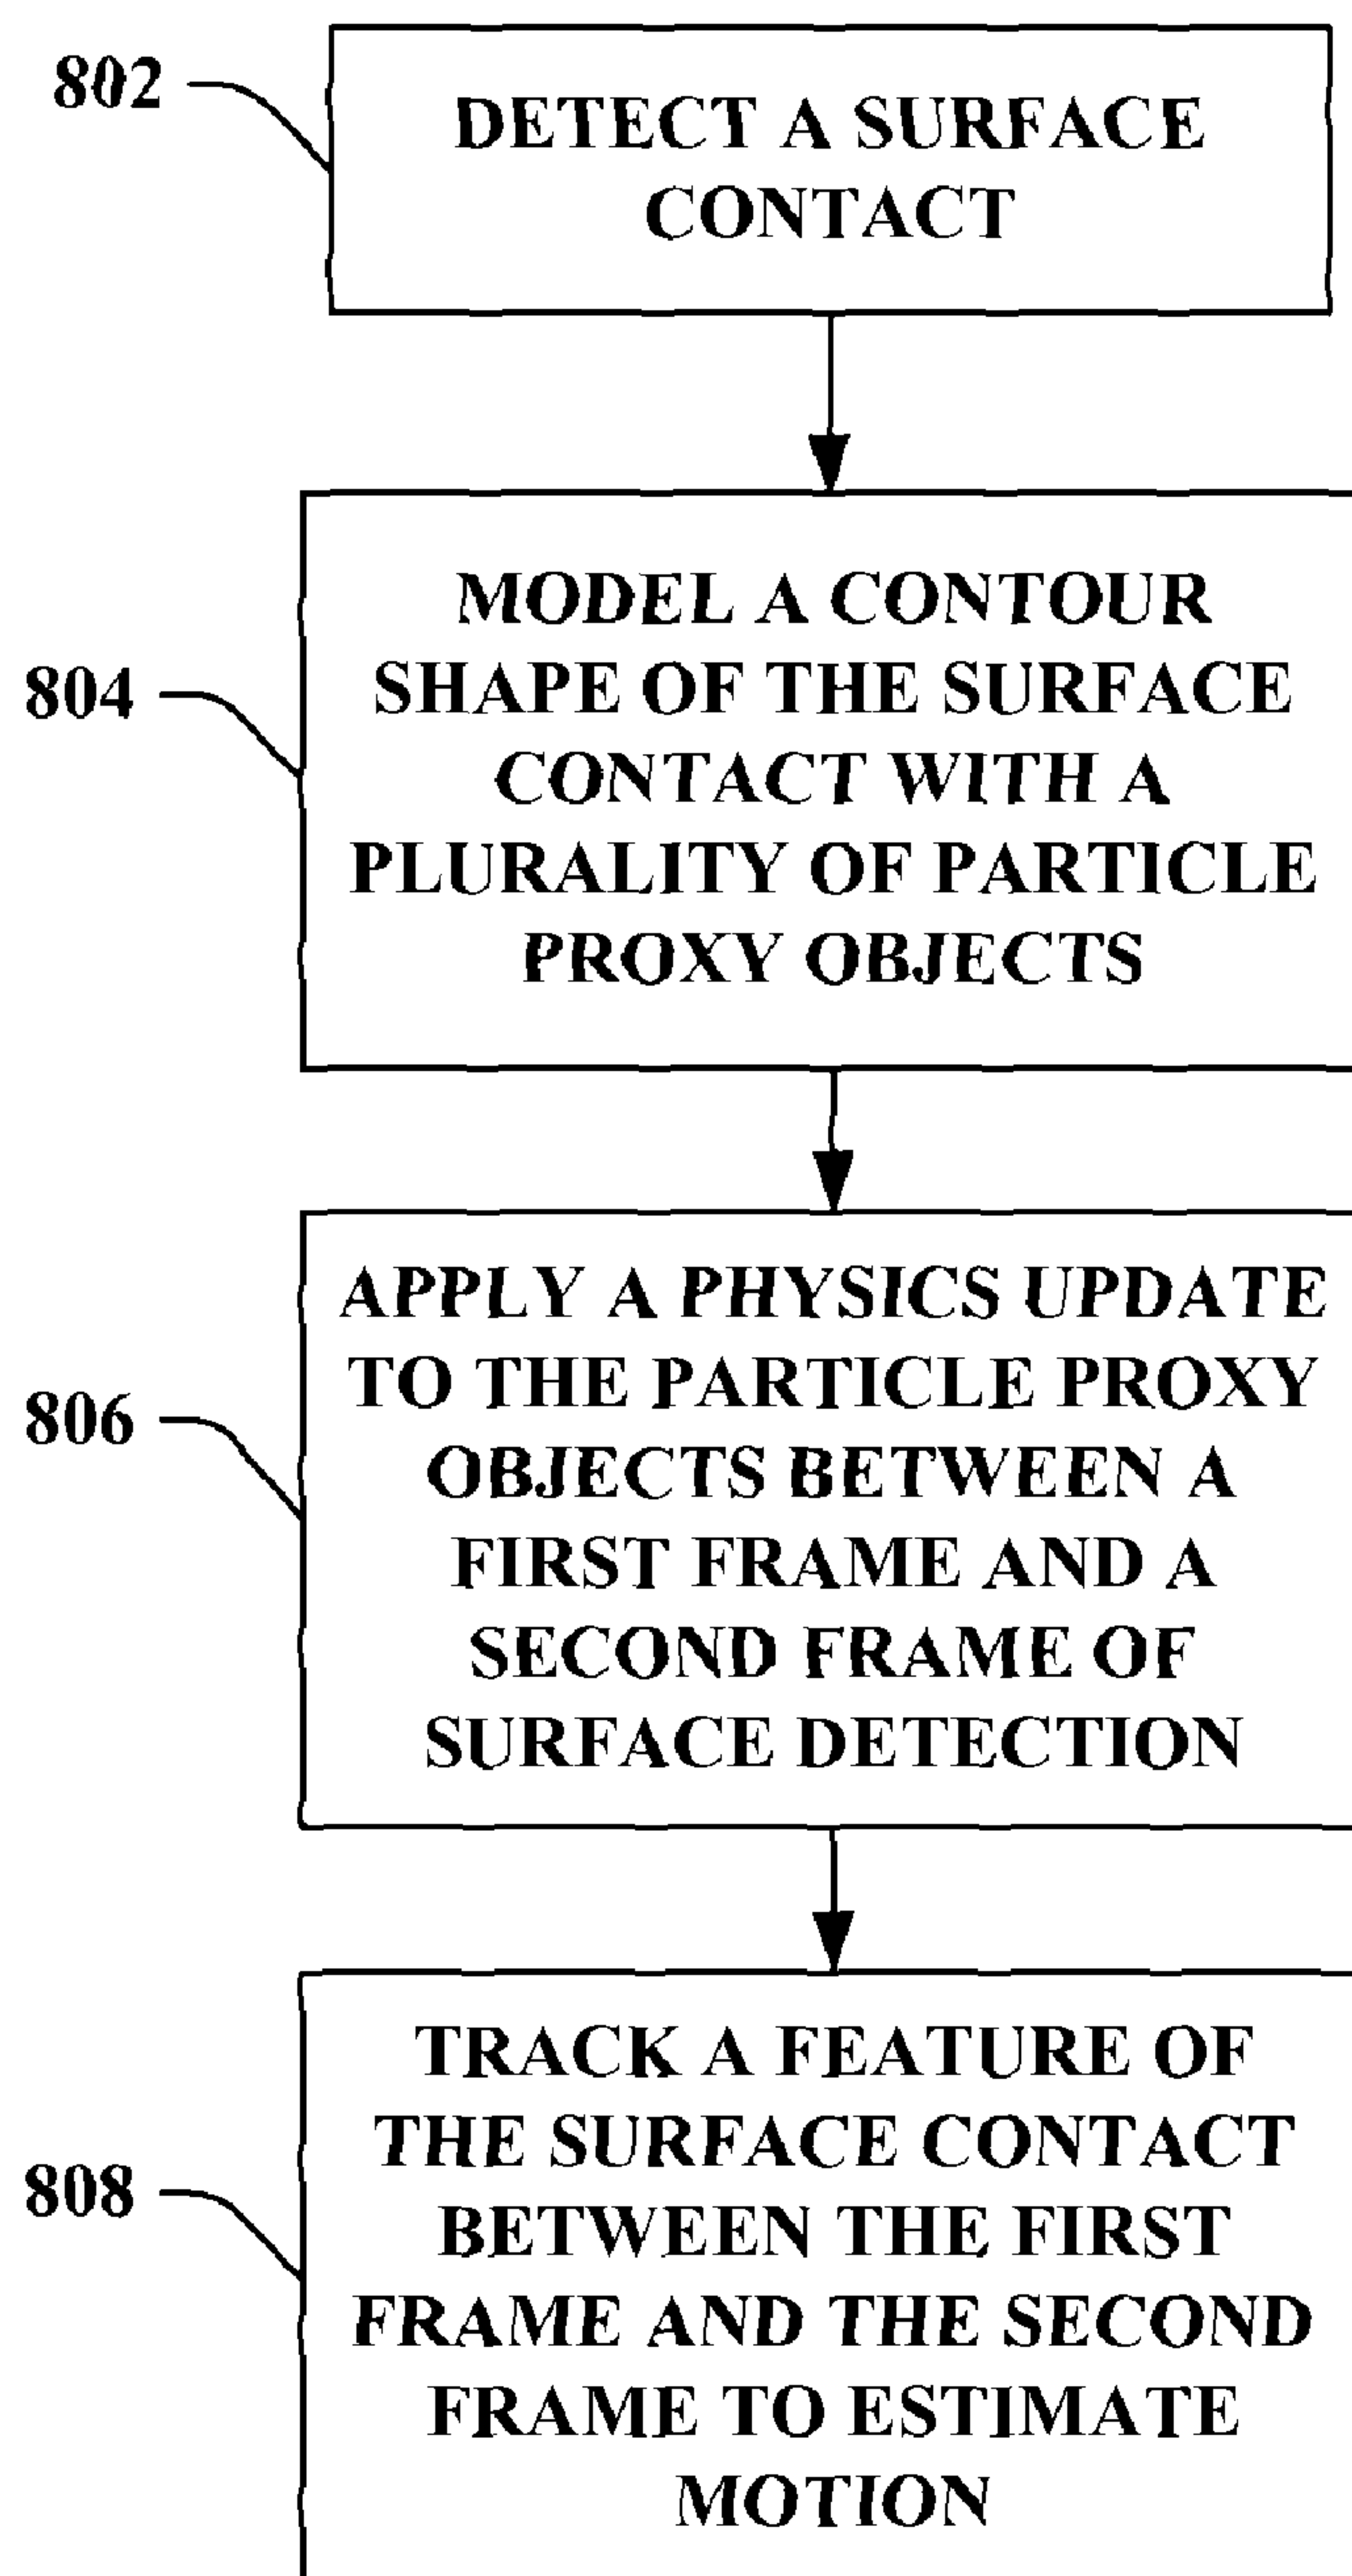 802
DETECT A SURFACE
CONTACT
804
MODEL A CONTOUR
SHAPE OF THE SURFACE
CONTACT WITH A
PLURALITY OF PARTICLE
PROXY OBJECTS
806
APPLY A PHYSICS UPDATE
TO THE PARTICLE PROXY
OBJECTS BETWEEN A
FIRST FRAME AND A
SECOND FRAME OF
SURFACE DETECTION
808
TRACK A FEATURE OF
THE SURFACE CONTACT
BETWEEN THE FIRST
FRAME AND THE SECOND
FRAME TO ESTIMATE
MOTION